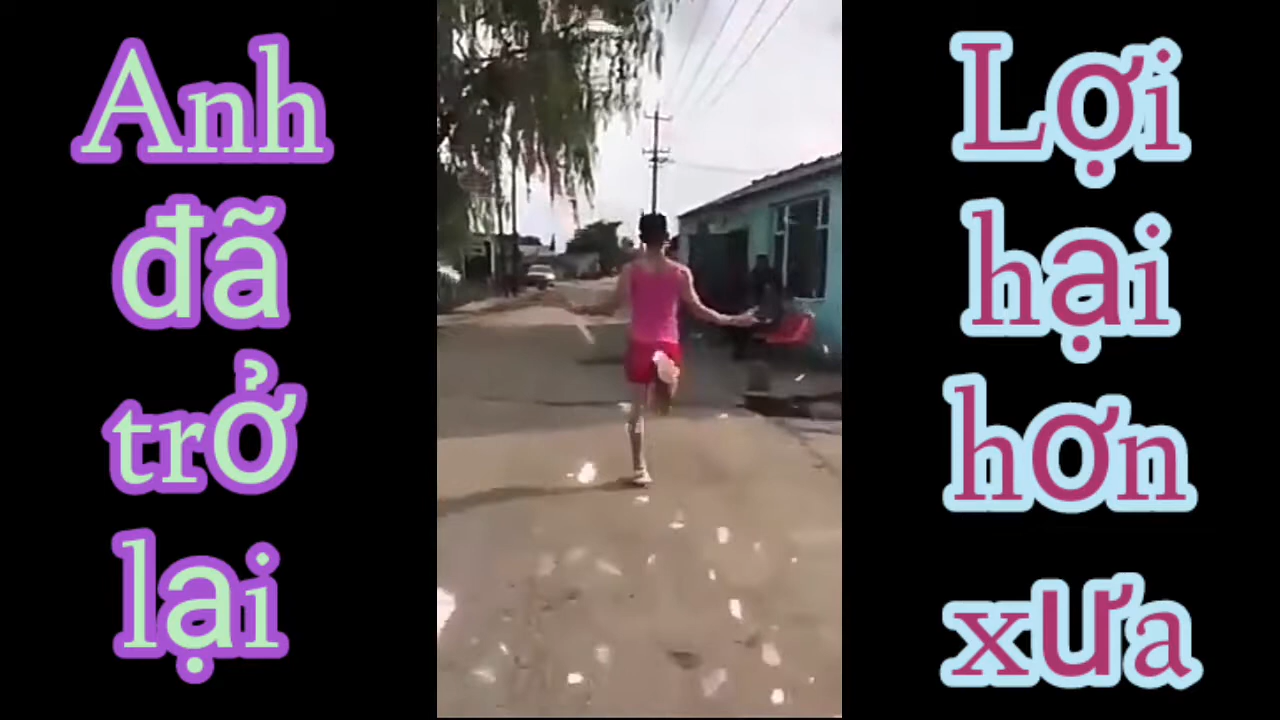 Anh
đã
trở
lại
Lợi
hại
hơn
xưa